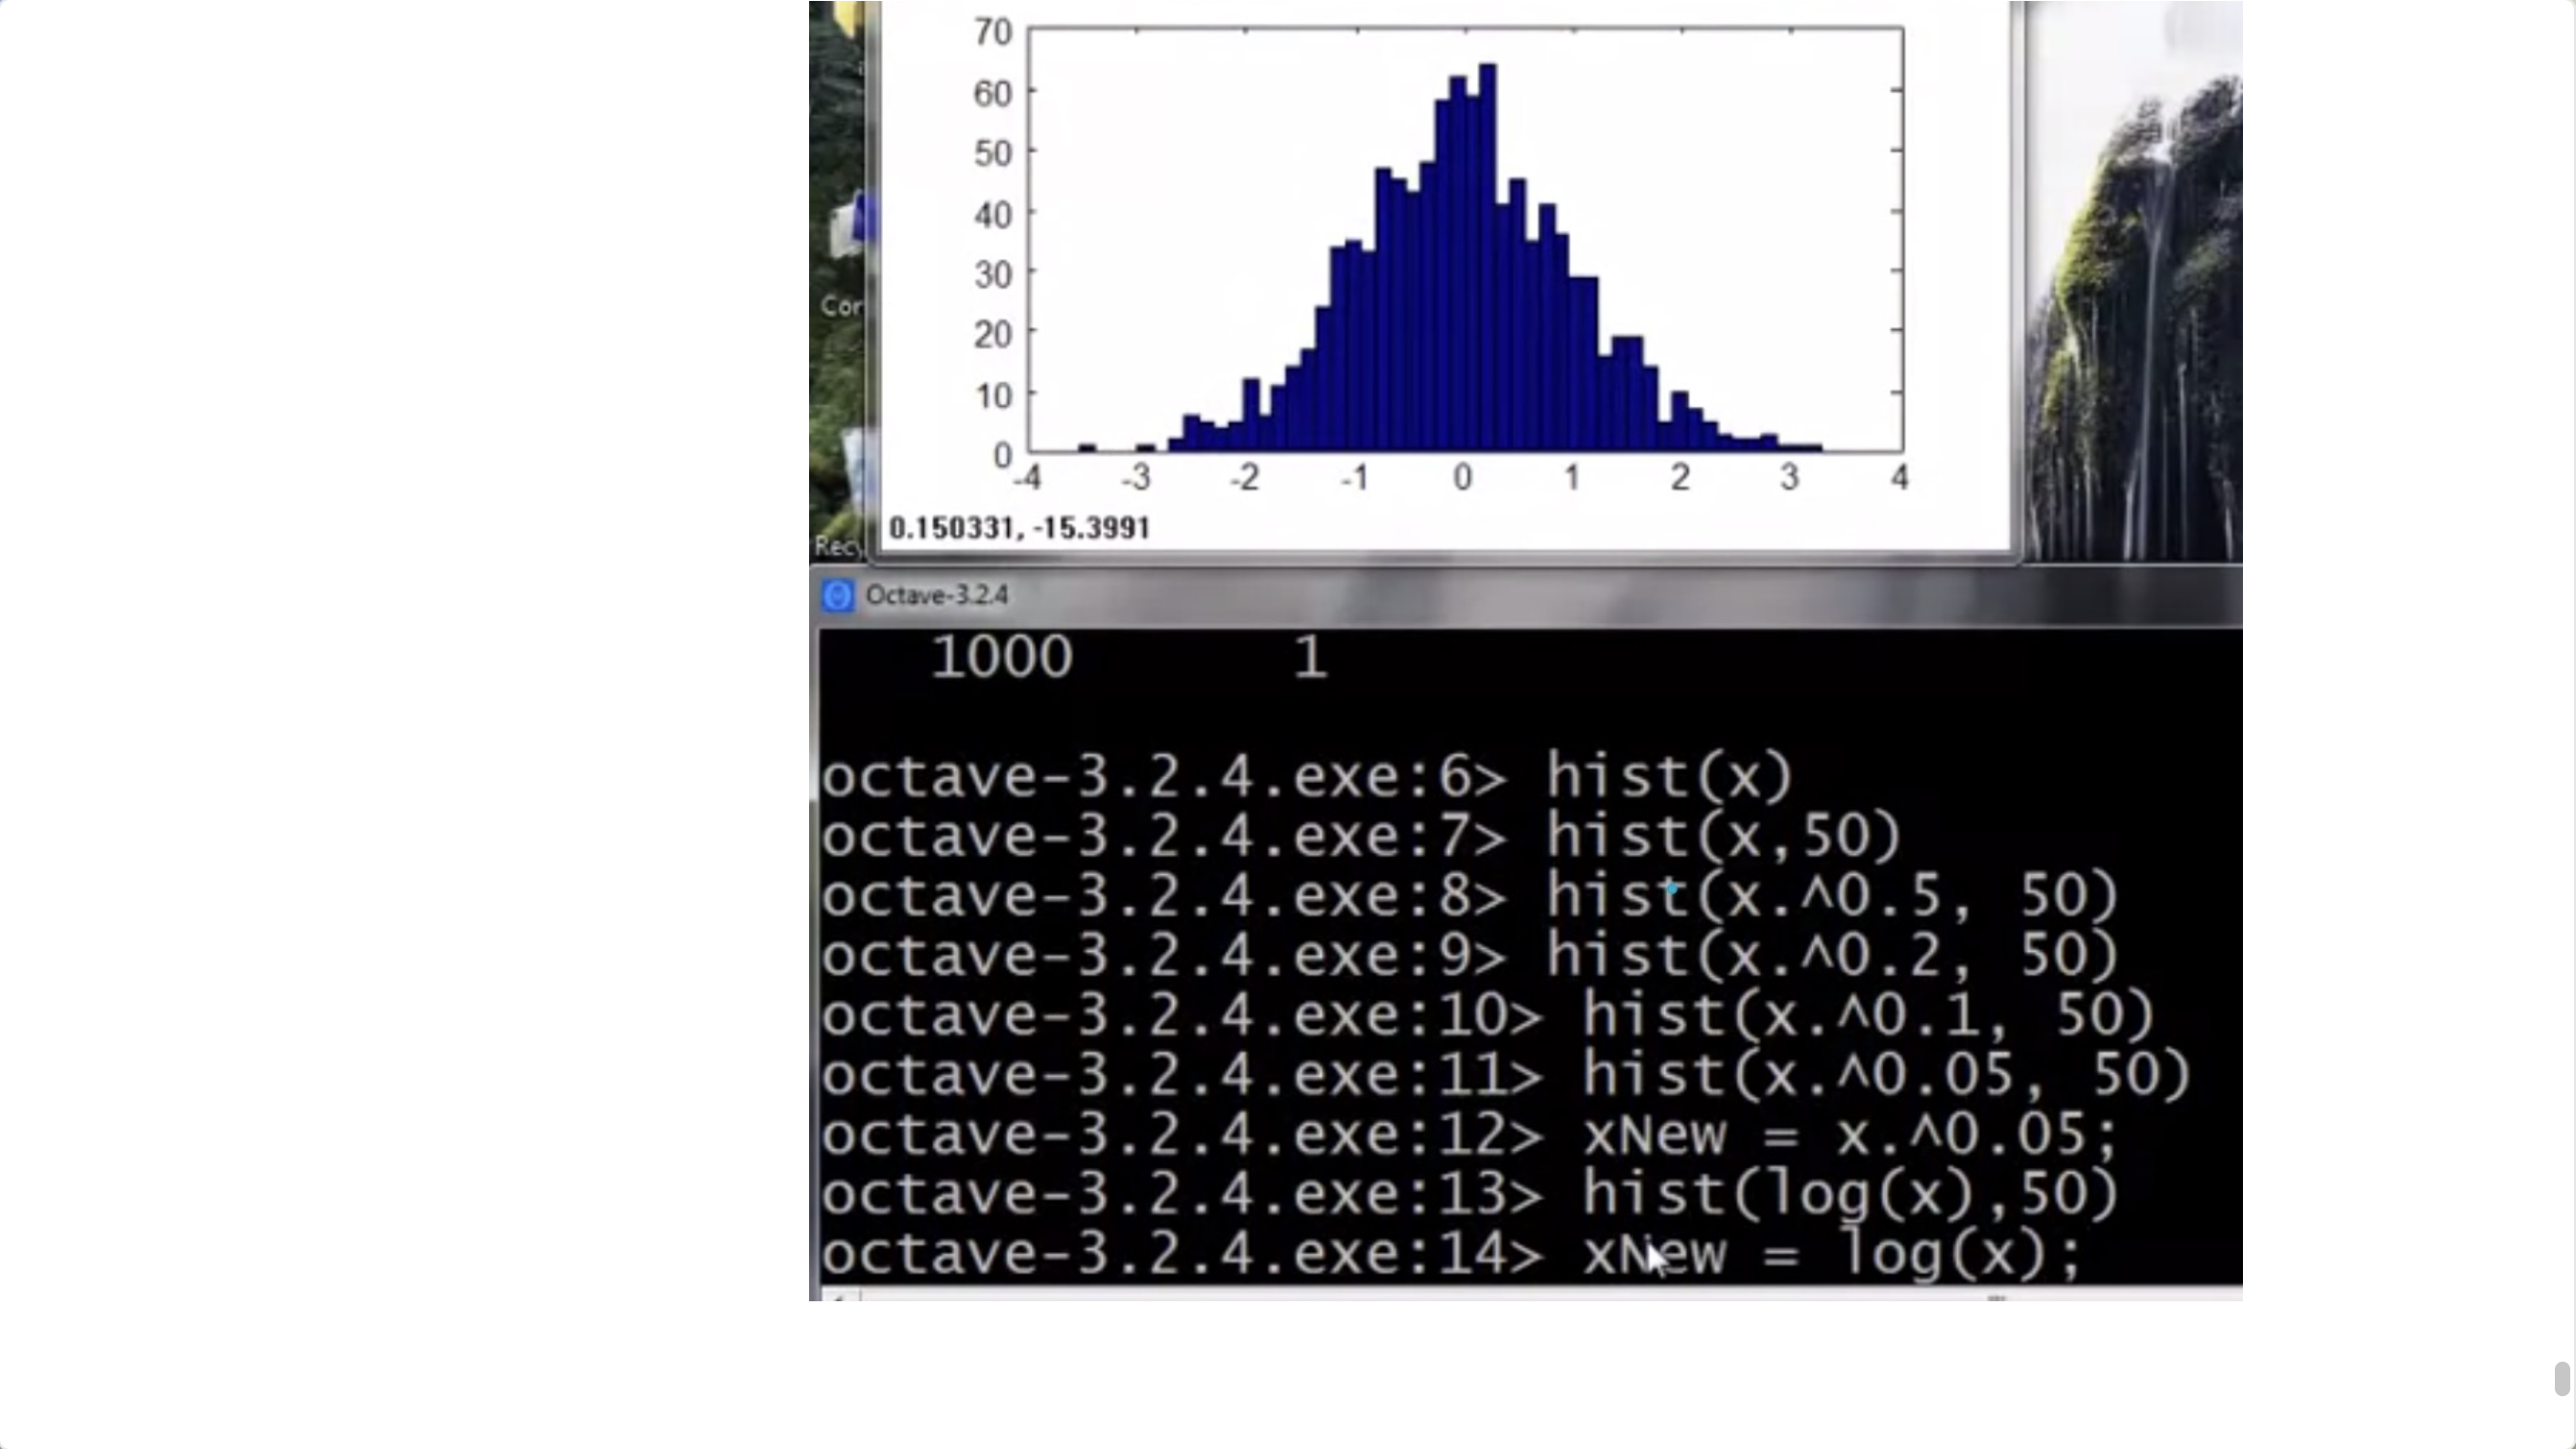 70
60
50
40
30
20
10
0
-4 -3 -2 -1 0 1 2 3 4
0.150331, -15.3991
Cor
Recy
Octave-3.2.4
1000 1
octave-3.2.4.exe:6> hist(x)
octave-3.2.4.exe:7> hist(x,50)
octave-3.2.4.exe:8> hist(x.^0.5, 50)
octave-3.2.4.exe:9> hist(x.^0.2, 50)
octave-3.2.4.exe:10> hist(x.^0.1, 50)
octave-3.2.4.exe:11> hist(x.^0.05, 50)
octave-3.2.4.exe:12> xNew = x.^0.05;
octave-3.2.4.exe:13> hist(log(x),50)
octave-3.2.4.exe:14> xNew = log(x);